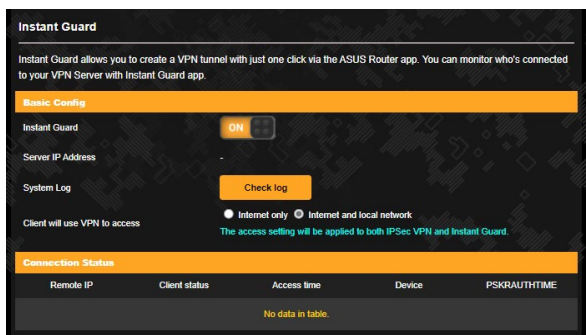 Instant Guard
Instant Guard allows you to create a VPN tunnel with just one click via the ASUS Router app. You can monitor who's connected
to your VPN Server with Instant Guard app.
Basic Config
Instant Guard ON
Server IP Address -
System Log Check log
Client will use VPN to access Internet only Internet and local network
The access setting will be applied to both IPSec VPN and Instant Guard.
Connection Status
Remote IP Client status Access time Device PSKRAUTHTIME
No data in table.